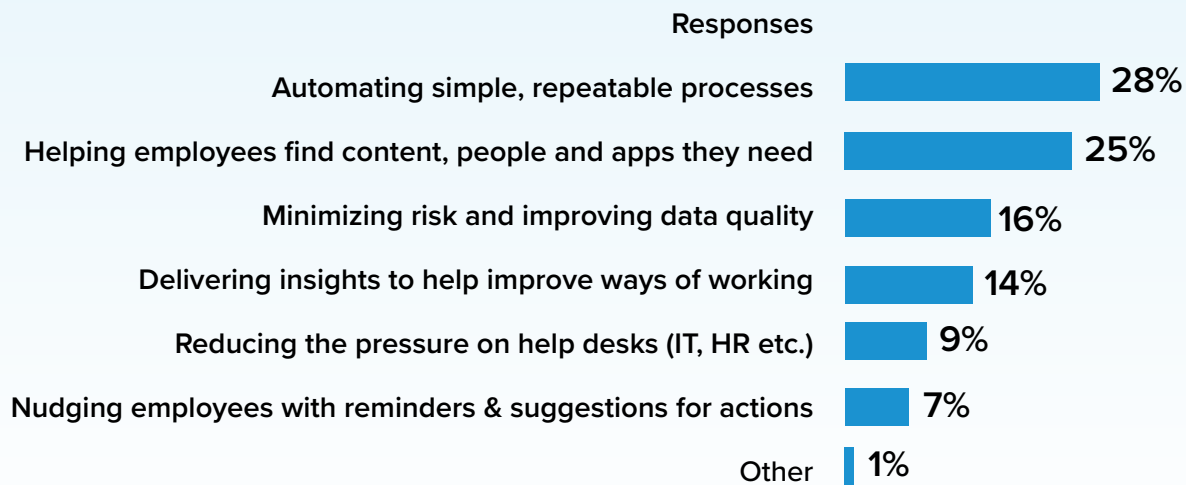 Responses
Automating simple, repeatable processes 28%
Helping employees find content, people and apps they need 25%
Minimizing risk and improving data quality 16%
Delivering insights to help improve ways of working 14%
Reducing the pressure on help desks (IT, HR etc.) 9%
Nudging employees with reminders & suggestions for actions 7%
Other 1%